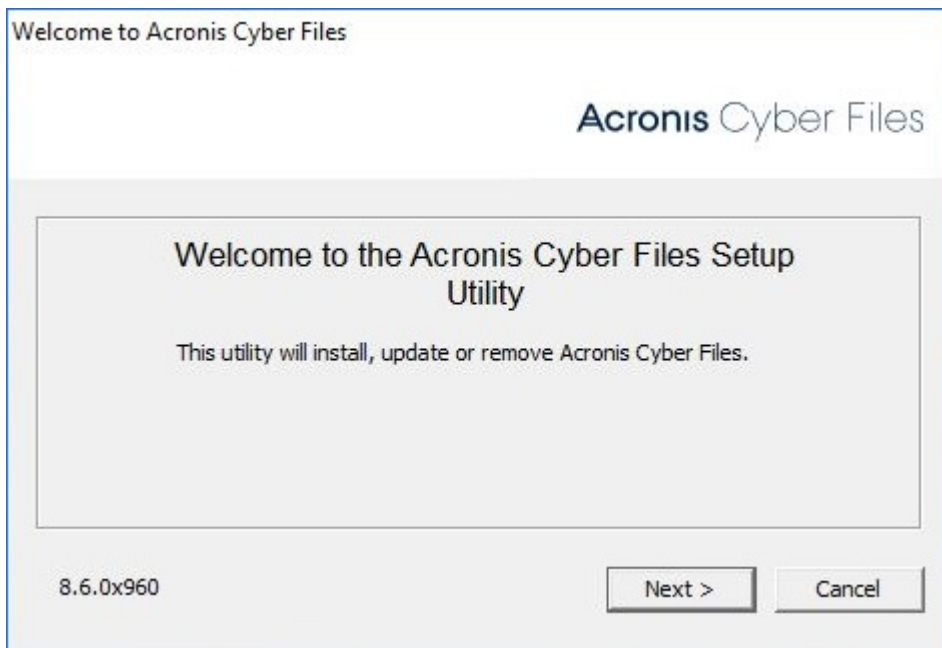 Welcome to Acronis Cyber Files
Acronis Cyber Files
Welcome to the Acronis Cyber Files Setup
Utility
This utility will install, update or remove Acronis Cyber Files.
8.6.0x960
Next >
Cancel